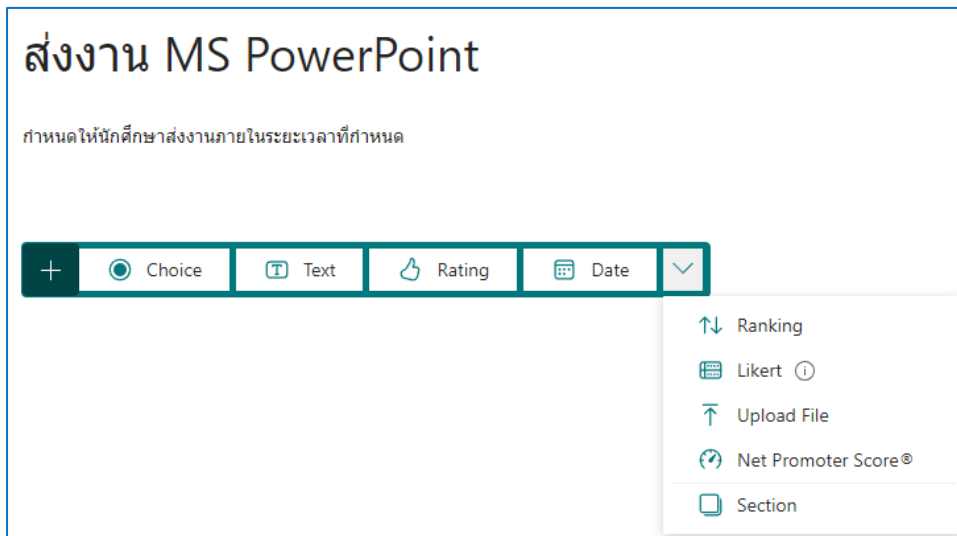 ส่งงาน MS PowerPoint
กำหนดให้นักศึกษาส่งงานภายในระยะเวลาที่กำหนด
Choice Text Rating Date
Ranking
Likert
Upload File
Net Promoter Score®
Section